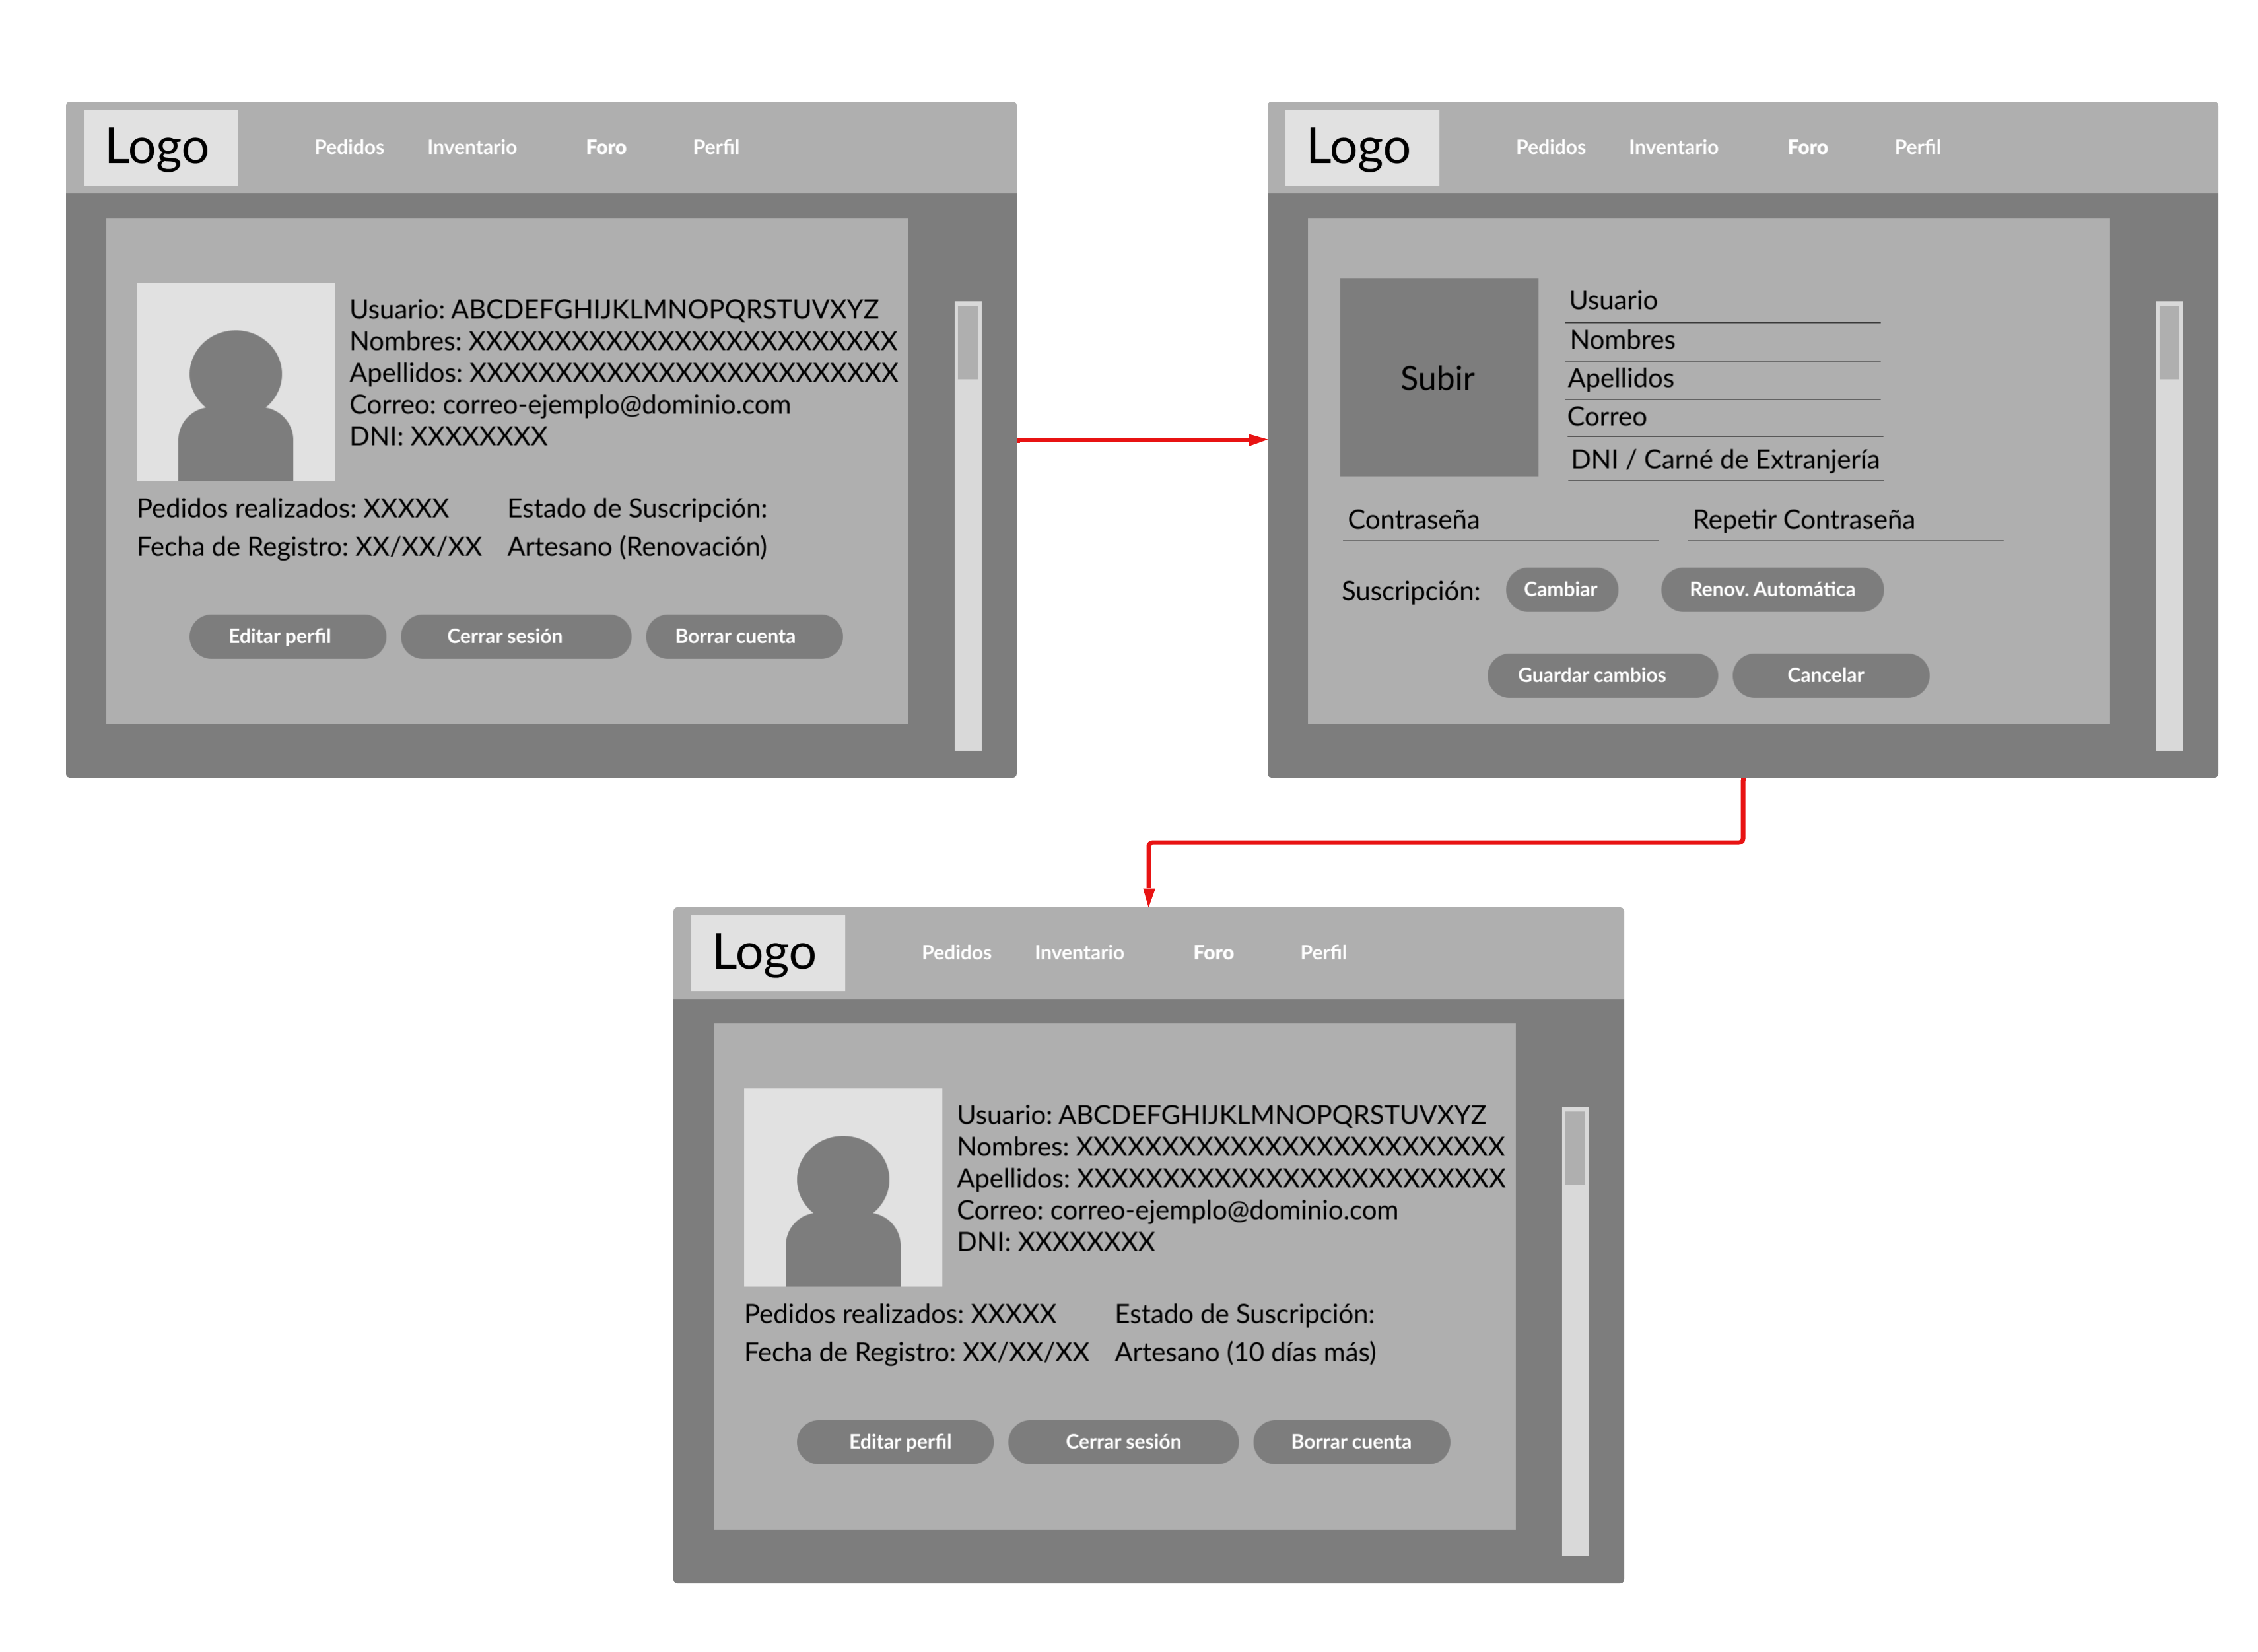 Logo
Pedidos Inventario Foro Perfil
Usuario: ABCDEFGHIJKLMNOPQRSTUVXYZ
Nombres: XXXXXXXXXXXXXXXXXXXXXXXXX
Apellidos: XXXXXXXXXXXXXXXXXXXXXXXXX
Correo: correo-ejemplo@dominio.com
DNI: XXXXXXXX
Pedidos realizados: XXXXX Estado de Suscripción:
Fecha de Registro: XX/XX/XX Artesano (Renovación)
Editar perfil Cerrar sesión Borrar cuenta
Logo
Pedidos Inventario Foro Perfil
Subir
Usuario
Nombres
Apellidos
Correo
DNI / Carné de Extranjería
Contraseña Repetir Contraseña
Suscripción: Cambiar Renov. Automática
Guardar cambios Cancelar
Logo
Pedidos Inventario Foro Perfil
Usuario: ABCDEFGHIJKLMNOPQRSTUVXYZ
Nombres: XXXXXXXXXXXXXXXXXXXXXXXXX
Apellidos: XXXXXXXXXXXXXXXXXXXXXXXXX
Correo: correo-ejemplo@dominio.com
DNI: XXXXXXXX
Pedidos realizados: XXXXX Estado de Suscripción:
Fecha de Registro: XX/XX/XX Artesano (10 días más)
Editar perfil Cerrar sesión Borrar cuenta